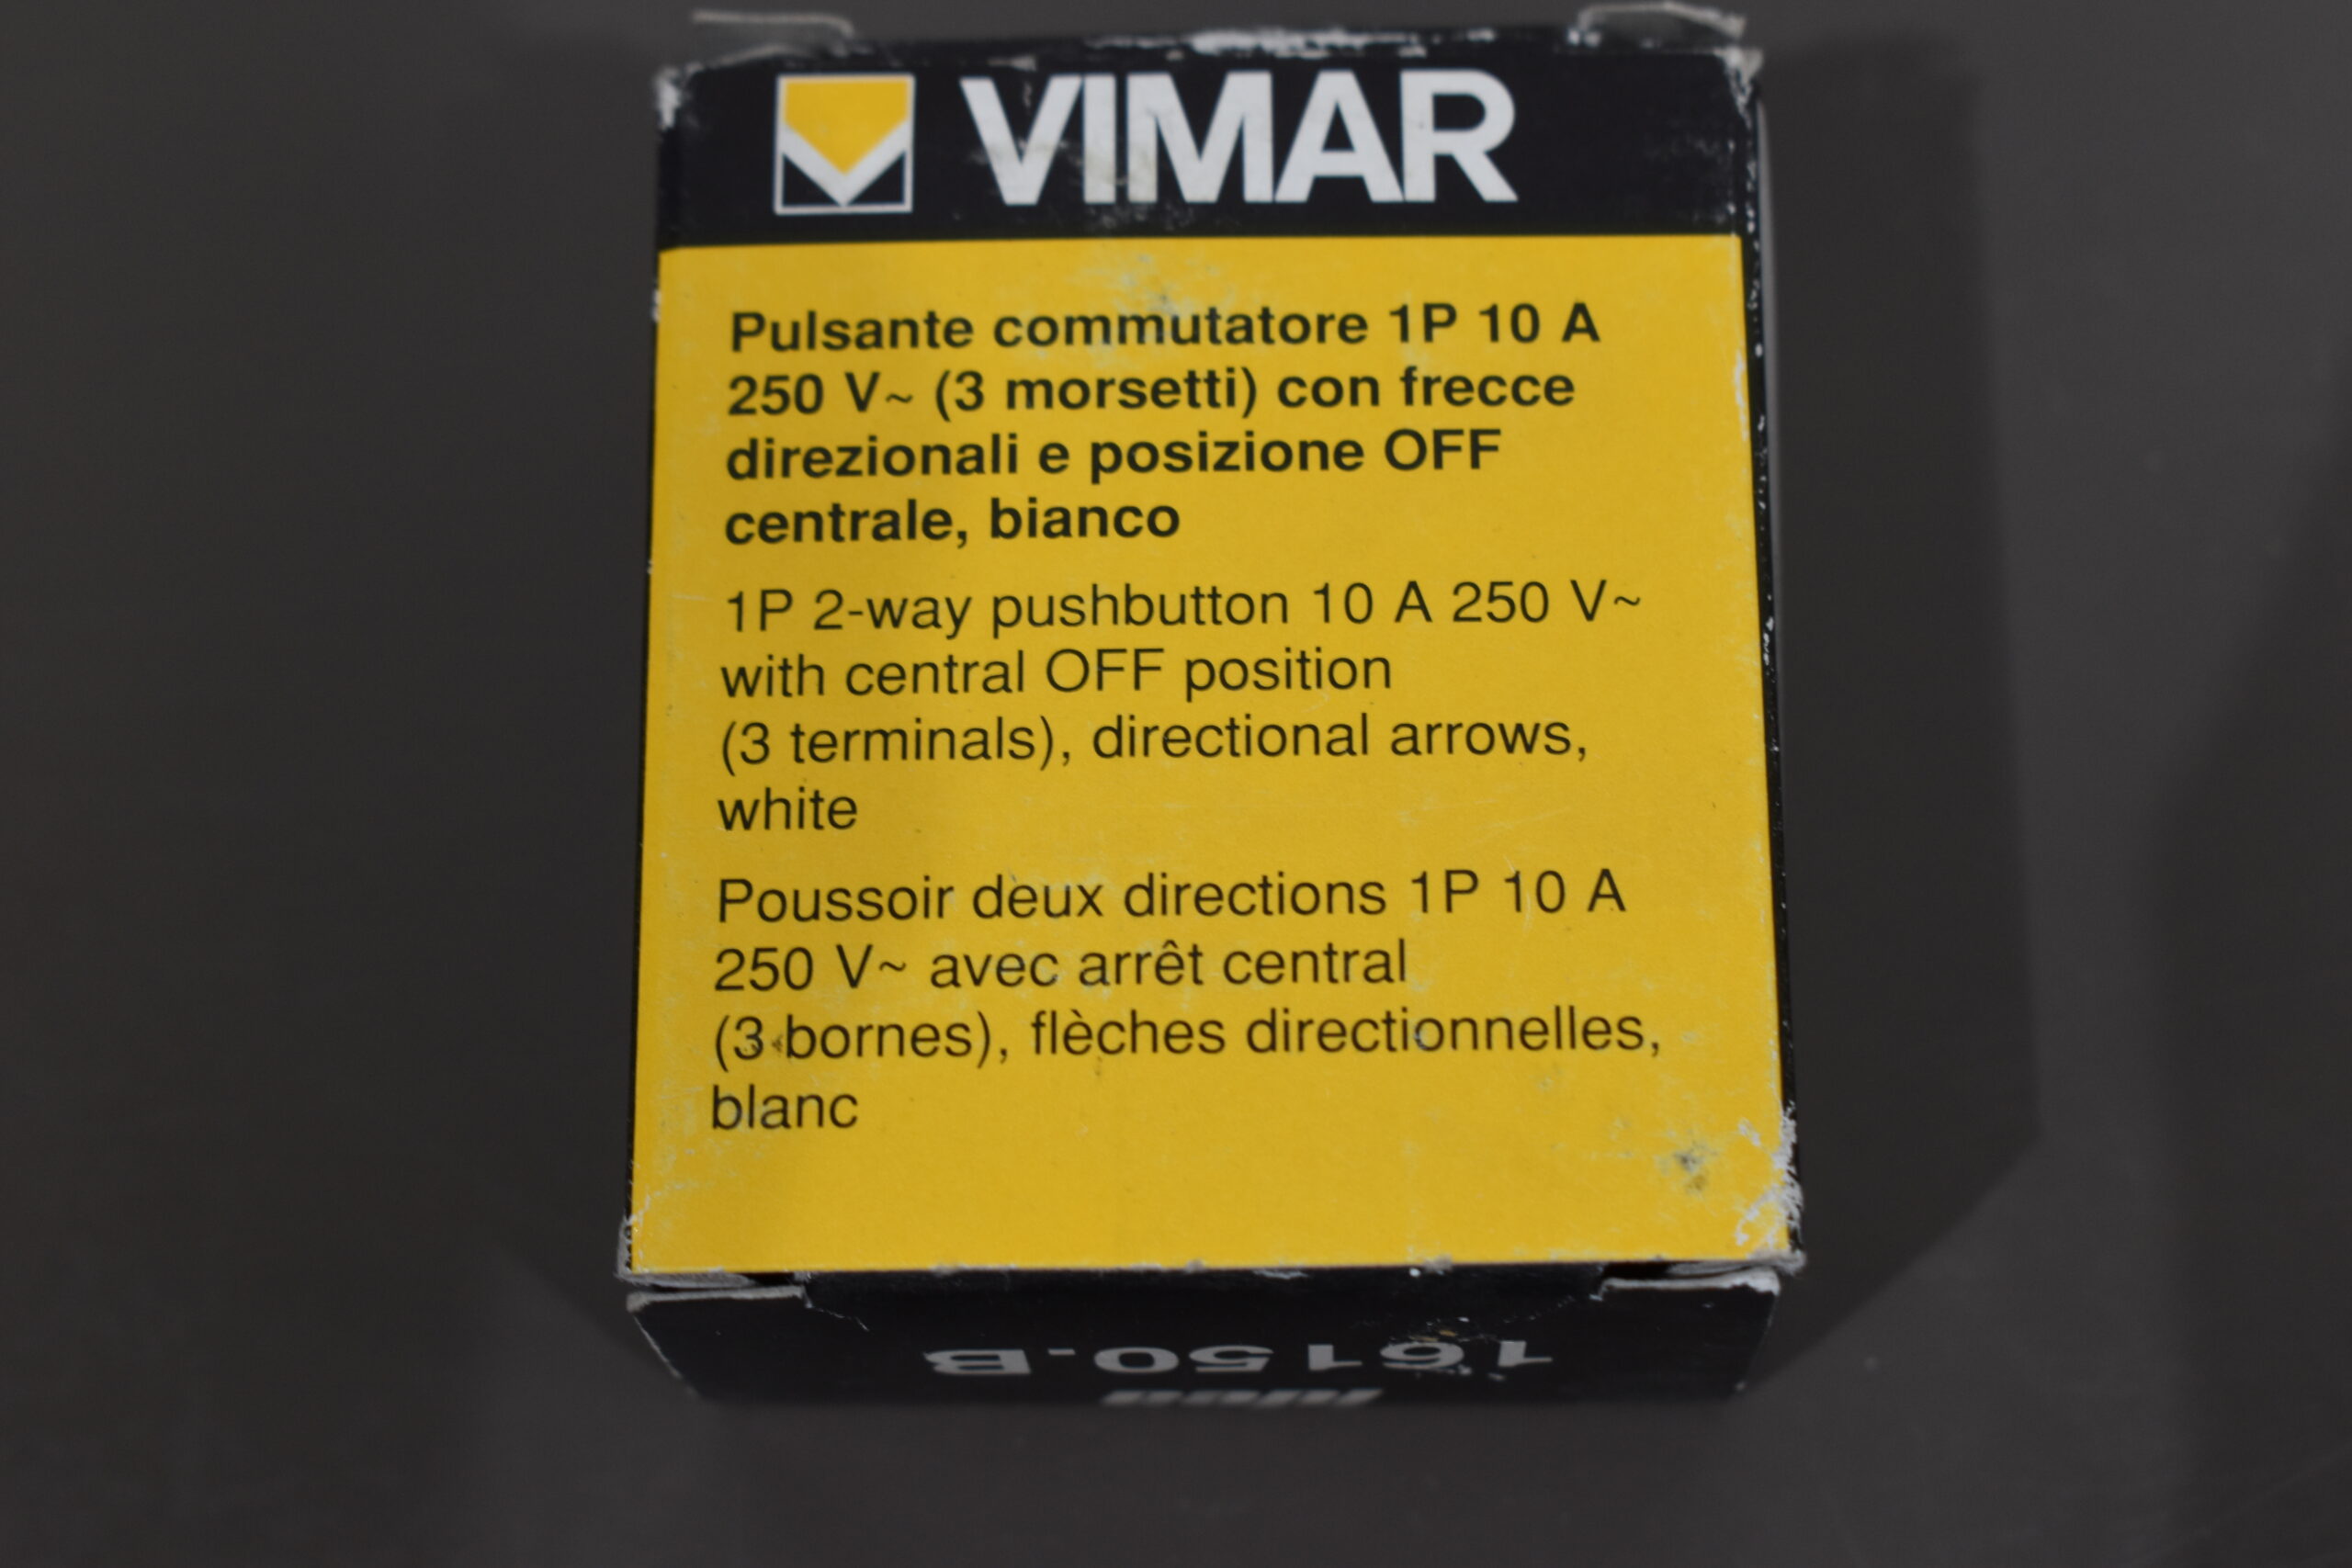 VIMAR
Pulsante commutatore 1P 10 A
250 V~ (3 morsetti) con frecce
direzionali e posizione OFF
centrale, bianco
1P 2-way pushbutton 10 A 250 V~
with central OFF position
(3 terminals), directional arrows,
white
Poussoir deux directions 1P 10 A
250 V~ avec arrêt central
(3 bornes), flèches directionnelles,
blanc
16150.B